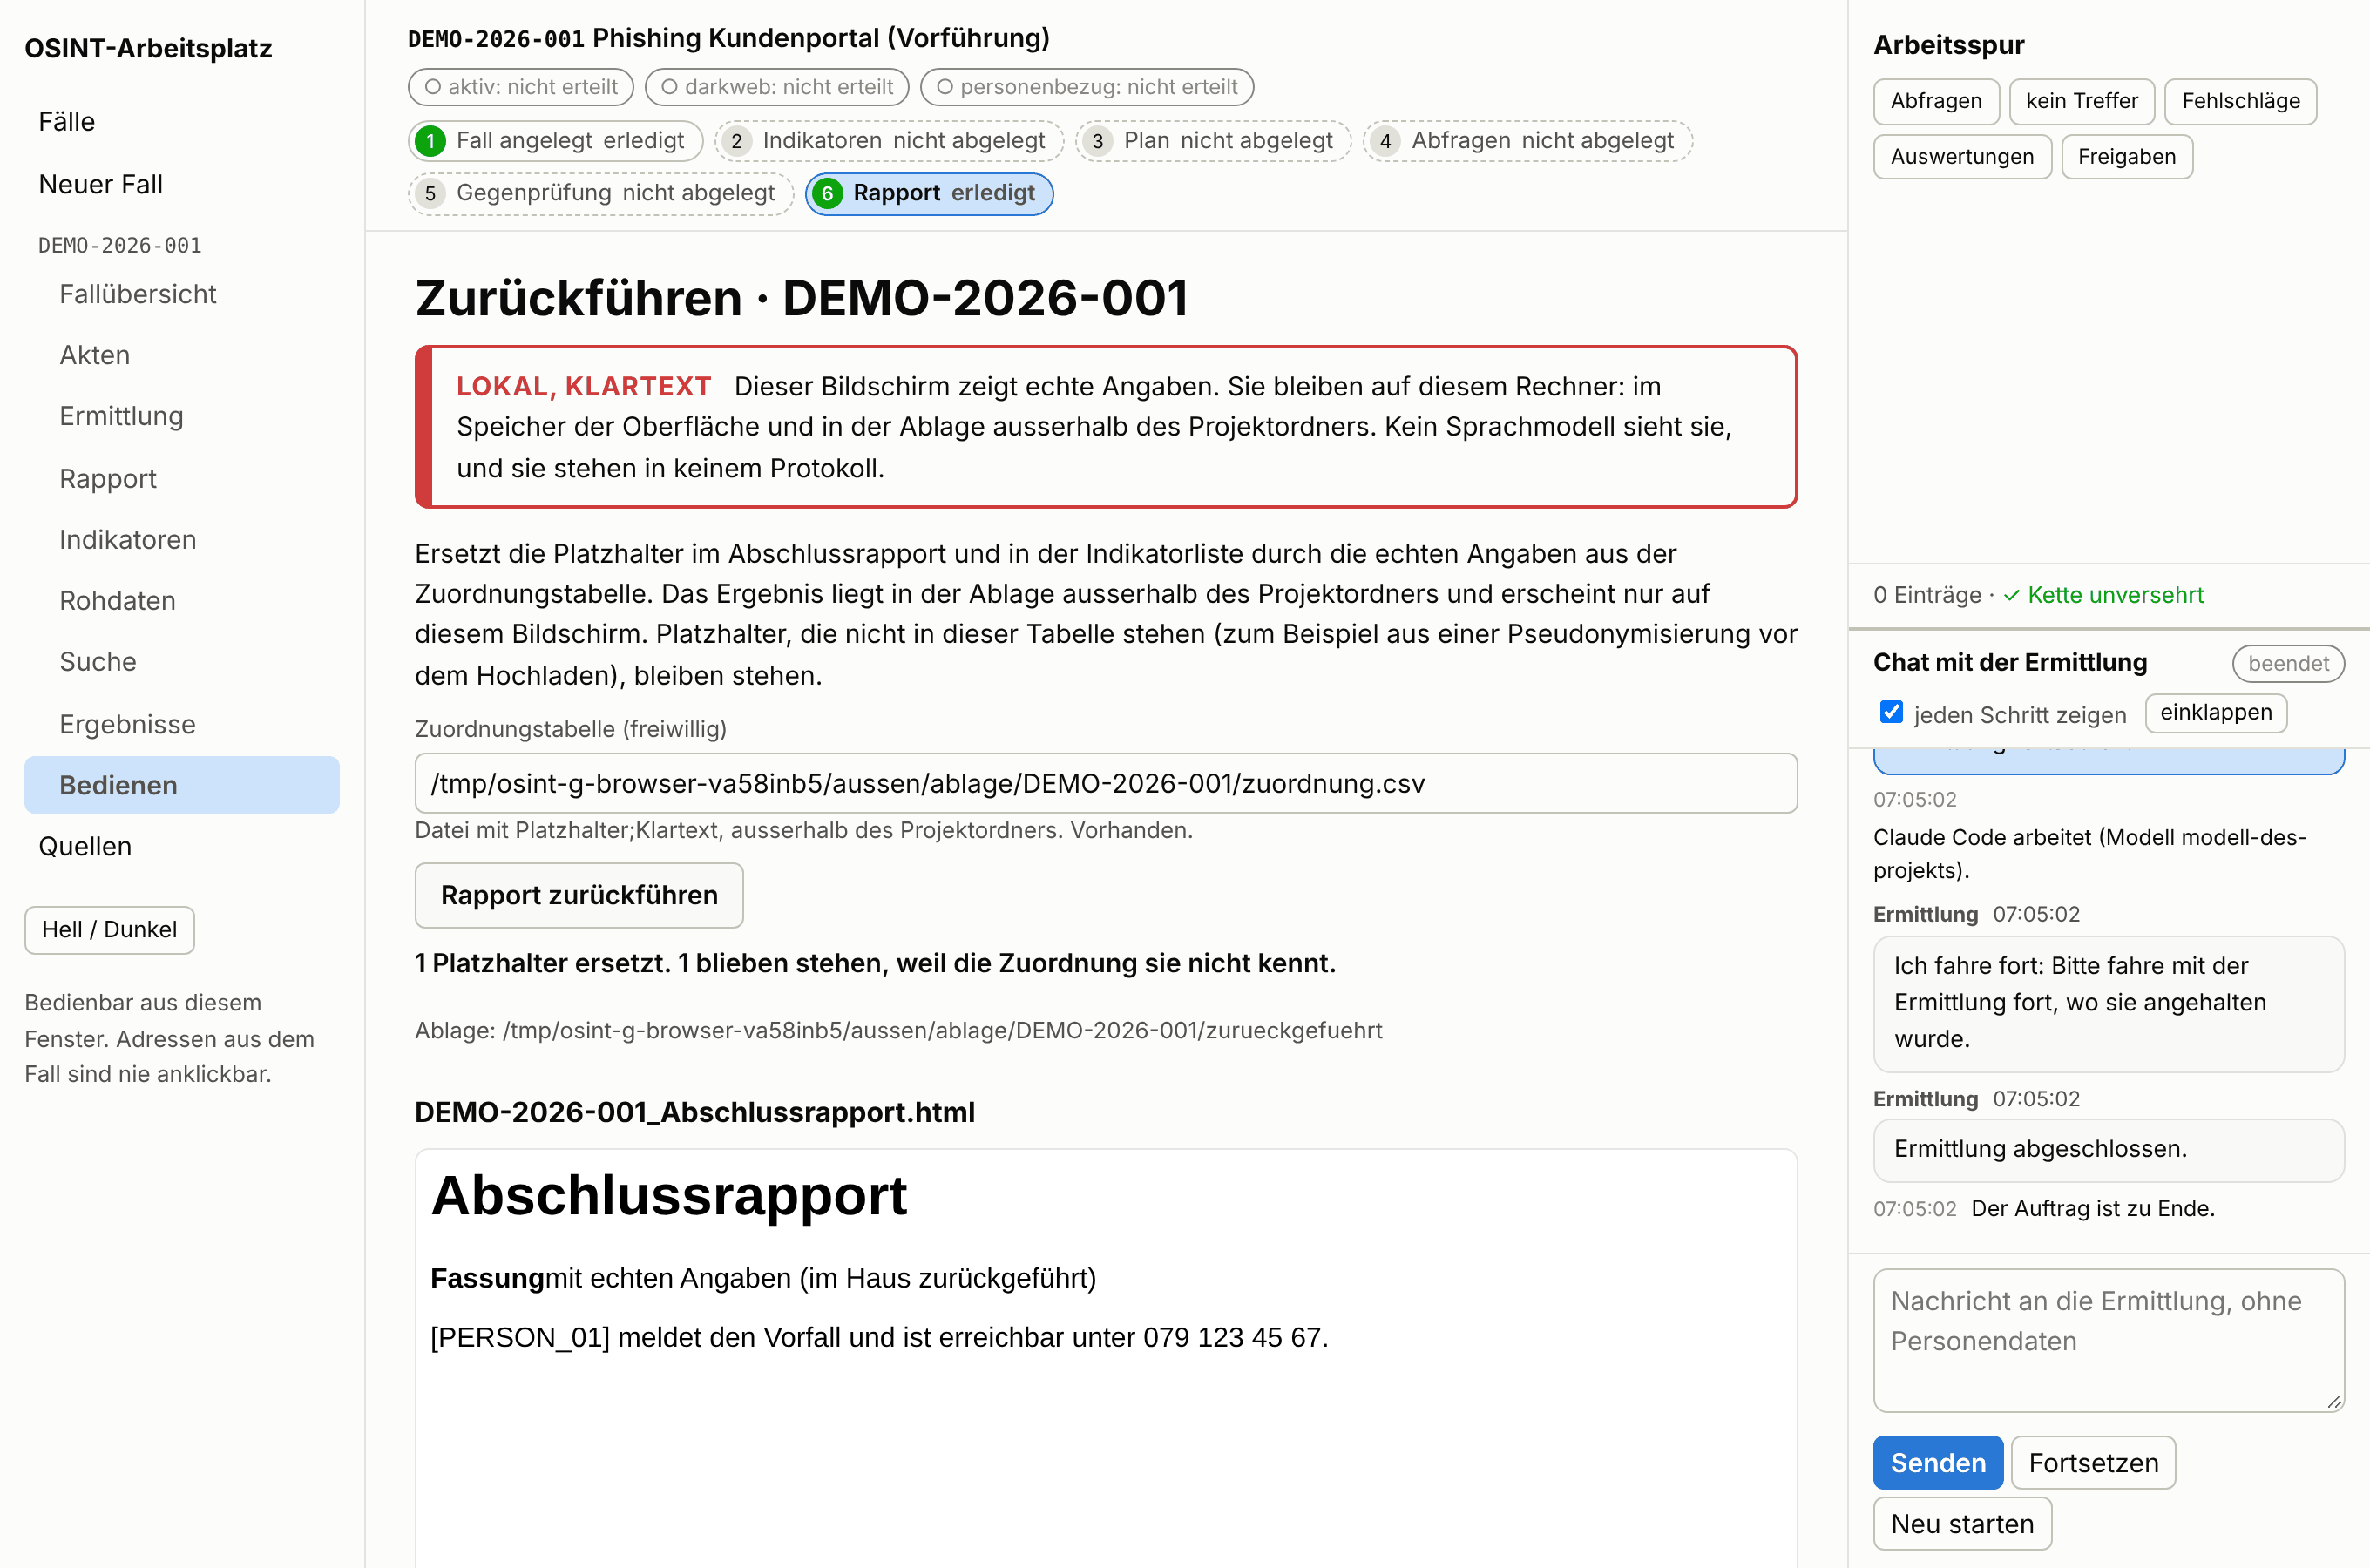 OSINT-Arbeitsplatz
Fälle
Neuer Fall
DEMO-2026-001
Fallübersicht
Akten
Ermittlung
Rapport
Indikatoren
Rohdaten
Suche
Ergebnisse
Bedienen
Quellen
Hell / Dunkel
Bedienbar aus diesem
Fenster. Adressen aus dem
Fall sind nie anklickbar.
DEMO-2026-001 Phishing Kundenportal (Vorführung)
aktiv: nicht erteilt
darkweb: nicht erteilt
personenbezug: nicht erteilt
1 Fall angelegt erledigt
2 Indikatoren nicht abgelegt
3 Plan nicht abgelegt
4 Abfragen nicht abgelegt
5 Gegenprüfung nicht abgelegt
6 Rapport erledigt
Zurückführen · DEMO-2026-001
LOKAL, KLARTEXT Dieser Bildschirm zeigt echte Angaben. Sie bleiben auf diesem Rechner: im
Speicher der Oberfläche und in der Ablage ausserhalb des Projektordners. Kein Sprachmodell sieht sie,
und sie stehen in keinem Protokoll.
Ersetzt die Platzhalter im Abschlussrapport und in der Indikatorliste durch die echten Angaben aus der
Zuordnungstabelle. Das Ergebnis liegt in der Ablage ausserhalb des Projektordners und erscheint nur auf
diesem Bildschirm. Platzhalter, die nicht in dieser Tabelle stehen (zum Beispiel aus einer Pseudonymisierung vor
dem Hochladen), bleiben stehen.
Zuordnungstabelle (freiwillig)
/tmp/osint-g-browser-va58inb5/aussen/ablage/DEMO-2026-001/zuordnung.csv
Datei mit Platzhalter;Klartext, ausserhalb des Projektordners. Vorhanden.
Rapport zurückführen
1 Platzhalter ersetzt. 1 blieben stehen, weil die Zuordnung sie nicht kennt.
Ablage: /tmp/osint-g-browser-va58inb5/aussen/ablage/DEMO-2026-001/zurueckgefuehrt
DEMO-2026-001_Abschlussrapport.html
Abschlussrapport
Fassungmit echten Angaben (im Haus zurückgeführt)
[PERSON_01] meldet den Vorfall und ist erreichbar unter 079 123 45 67.
Arbeitsspur
Abfragen
kein Treffer
Fehlschläge
Auswertungen
Freigaben
0 Einträge · ✓ Kette unversehrt
Chat mit der Ermittlung
beendet
jeden Schritt zeigen
einklappen
07:05:02
Claude Code arbeitet (Modell modell-des-
projekts).
Ermittlung 07:05:02
Ich fahre fort: Bitte fahre mit der
Ermittlung fort, wo sie angehalten
wurde.
Ermittlung 07:05:02
Ermittlung abgeschlossen.
07:05:02 Der Auftrag ist zu Ende.
Nachricht an die Ermittlung, ohne
Personendaten
Senden
Fortsetzen
Neu starten